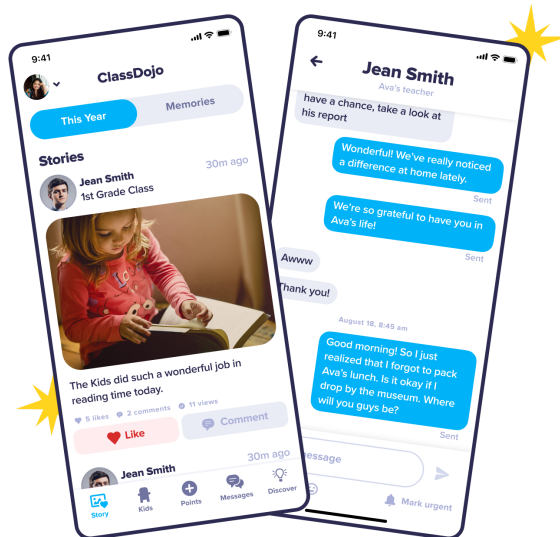 9:41
ClassDojo
This Year
Memories
Stories
Jean Smith
30m ago
1st Grade Class
The Kids did such a wonderful job in
reading time today.
5 likes
2 comments
11 views
Like
Comment
Jean Smith
30m ago
Story
Kids
Points
Messages
Discover
9:41
Jean Smith
Ava's teacher
have a chance, take a look at
his report
Wonderful! We've really noticed
a difference at home lately.
Sent
We're so grateful to have you in
Ava's life!
Sent
Awww
Thank you!
August 18, 8:45 am
Good morning! So I just
realized that I forgot to pack
Ava's lunch. Is it okay if I
drop by the museum. Where
will you guys be?
Sent
essage
Mark urgent